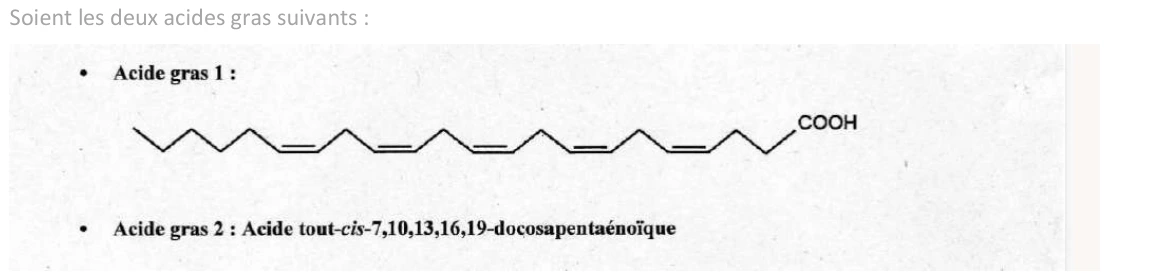 Soient les deux acides gras suivants :
• Acide gras 1 :
COOH
• Acide gras 2 : Acide tout-cis-7,10,13,16,19-docosapentaénoïque